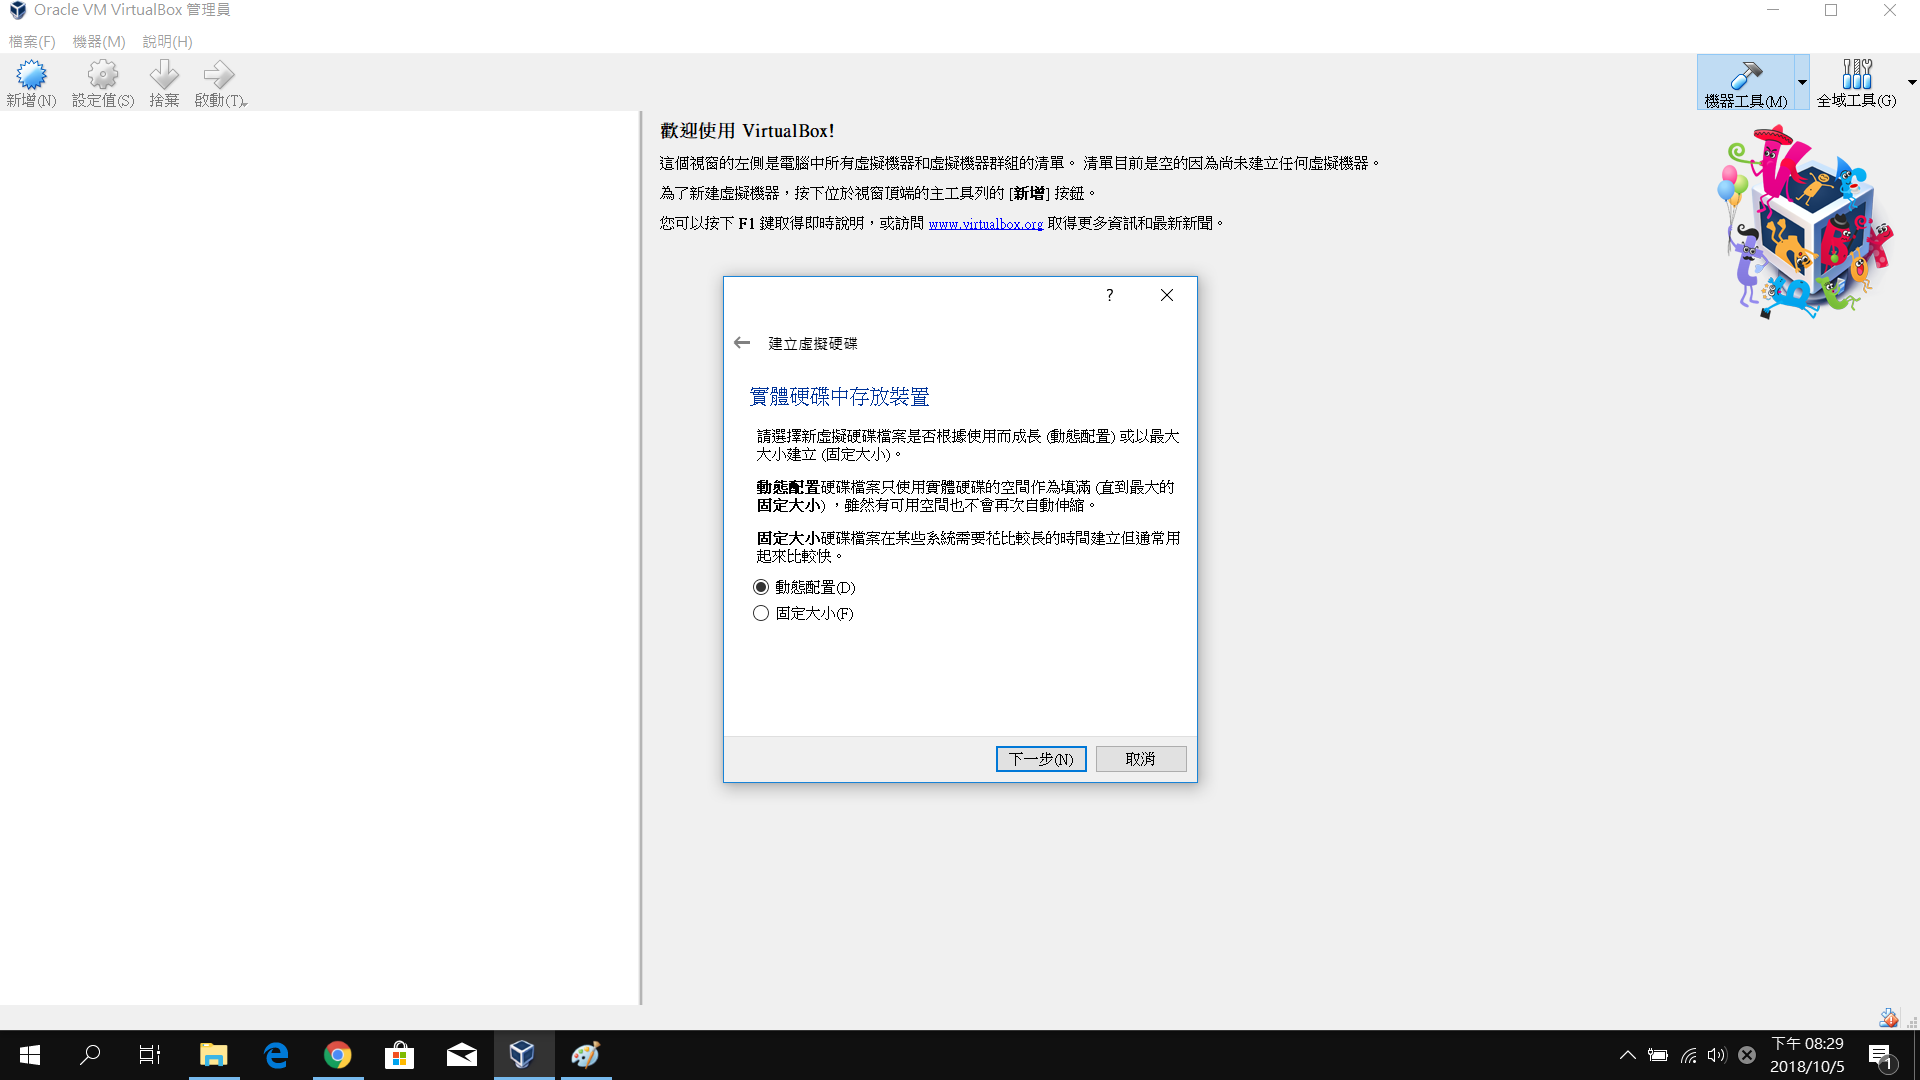 Oracle VM VirtualBox 管理員
檔案(F) 機器(M) 說明(H)
新增(N) 設定值(S) 捨棄 啟動(T)
機器工具(M) 全域工具(G)
歡迎使用 VirtualBox!
這個視窗的左側是電腦中所有虛擬機器和虛擬機器群組的清單。 清單目前是空的因為尚未建立任何虛擬機器。
為了新建虛擬機器，按下位於視窗頂端的主工具列的 [新增] 按鈕。
您可以按下 F1 鍵取得即時說明，或訪問 www.virtualbox.org 取得更多資訊和最新新聞。
?
建立虛擬硬碟
實體硬碟中存放裝置
請選擇新虛擬硬碟檔案是否根據使用而成長 (動態配置) 或以最大
大小建立 (固定大小)。
動態配置硬碟檔案只使用實體硬碟的空間作為填滿 (直到最大的
固定大小) ，雖然有可用空間也不會再次自動伸縮。
固定大小硬碟檔案在某些系統需要花比較長的時間建立但通常用
起來比較快。
動態配置(D)
固定大小(F)
下一步(N) 取消
下午 08:29
2018/10/5
1